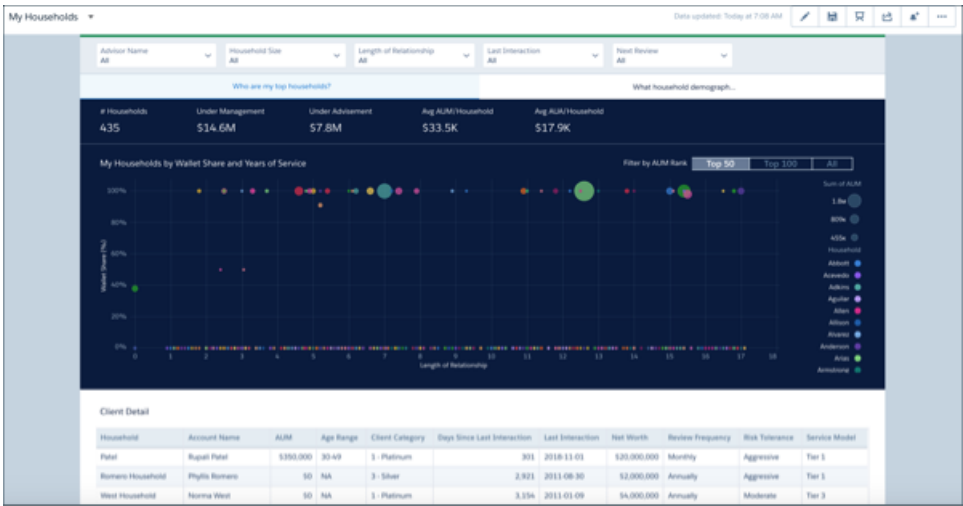 My Households
Data updated: Today at 7:08 AM
Advisor Name
All
Household Size
All
Length of Relationship
All
Last Interaction
All
Next Review
All
Who are my top households?
What household demograph...
# Households
435
Under Management
$14.6M
Under Advisement
$7.8M
Avg AUM/Household
$33.5K
Avg AUA/Household
$17.9K
My Households by Wallet Share and Years of Service
Filter by AUM Rank Top 50 Top 100 All
Sum of AUM
1.8M
809k
455k
Household
Abbott
Acevedo
Adkins
Aguilar
Allen
Allison
Alvarez
Anderson
Arias
Armstrong
Wallet Share (%)
100%
80%
60%
40%
20%
0%
0 1 2 3 4 5 6 7 8 9 10 11 12 13 14 15 16 17 18
Length of Relationship
Client Detail
Household Account Name AUM Age Range Client Category Days Since Last Interaction Last Interaction Net Worth Review Frequency Risk Tolerance Service Model
Patel Rupali Patel $350,000 30-49 1 - Platinum 301 2018-11-01 $20,000,000 Monthly Aggressive Tier 1
Romero Household Phyllis Romero $0 NA 3 - Silver 2,921 2011-08-30 $2,000,000 Annually Aggressive Tier 1
West Household Norma West $0 NA 1 - Platinum 3,154 2011-01-09 $4,000,000 Annually Moderate Tier 3